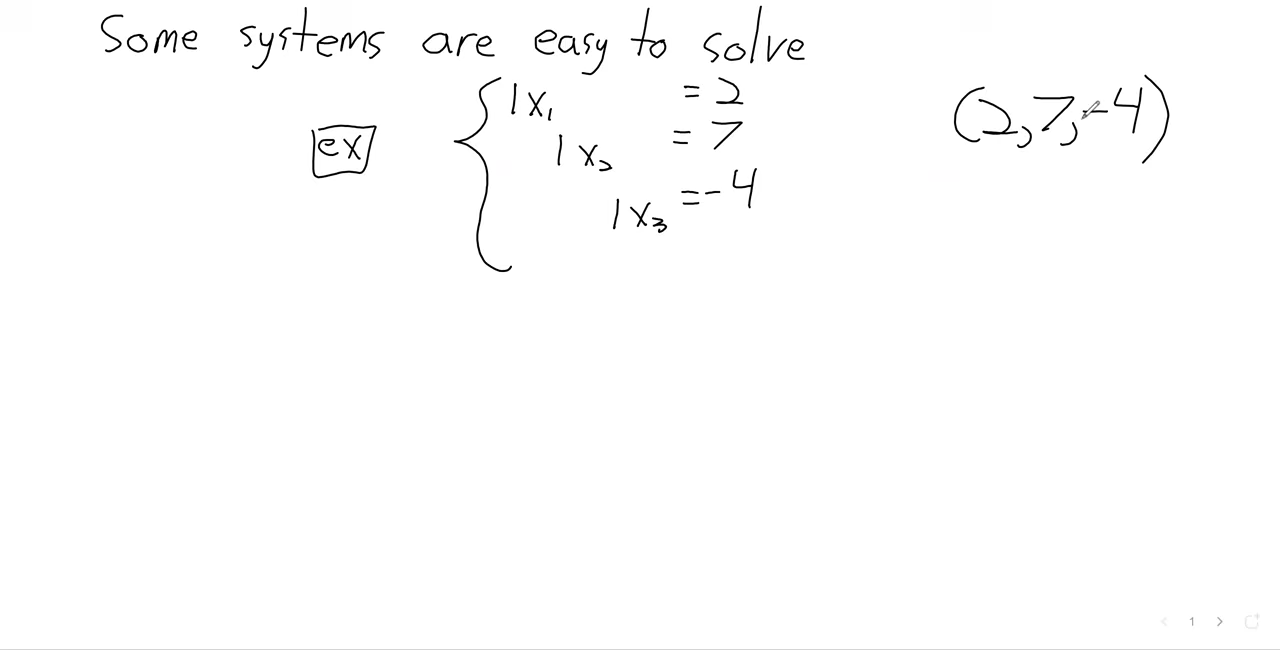 Some systems are easy to solve
ex
1x₁ = 2
1x₂ = 7
1x₃ = -4
(2, 7, -4)
1